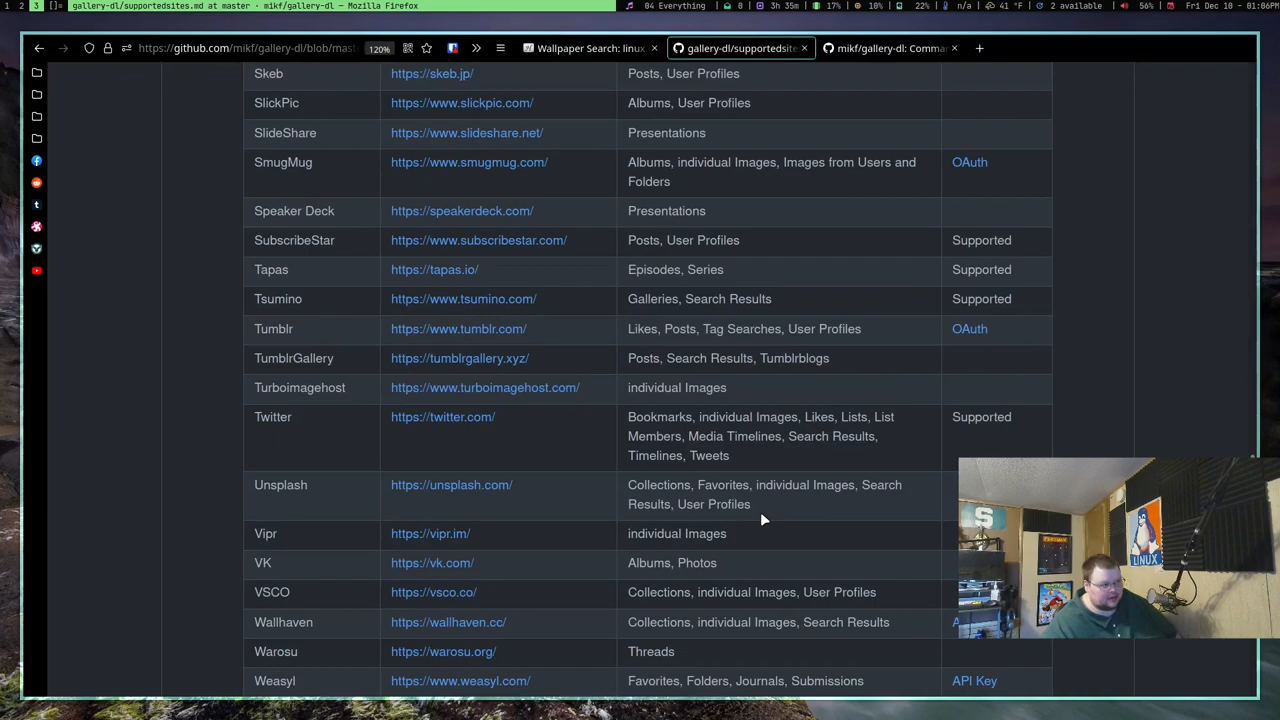 gallery-dl/supportedsites.md at master · mikf/gallery-dl — Mozilla Firefox
1 2 3 []=
04 Everything 0 3h 35m 17% 10% 22% n/a 41 °F 2 available 56% Fri Dec 10 - 01:06PM
https://github.com/mikf/gallery-dl/blob/mas 120% Wallpaper Search: linux × gallery-dl/supportedsite × mikf/gallery-dl: Comma × +
Skeb https://skeb.jp/ Posts, User Profiles
SlickPic https://www.slickpic.com/ Albums, User Profiles
SlideShare https://www.slideshare.net/ Presentations
SmugMug https://www.smugmug.com/ Albums, individual Images, Images from Users and OAuth
Folders
Speaker Deck https://speakerdeck.com/ Presentations
SubscribeStar https://www.subscribestar.com/ Posts, User Profiles Supported
Tapas https://tapas.io/ Episodes, Series Supported
Tsumino https://www.tsumino.com/ Galleries, Search Results Supported
Tumblr https://www.tumblr.com/ Likes, Posts, Tag Searches, User Profiles OAuth
TumblrGallery https://tumblrgallery.xyz/ Posts, Search Results, Tumblrblogs
Turboimagehost https://www.turboimagehost.com/ individual Images
Twitter https://twitter.com/ Bookmarks, individual Images, Likes, Lists, List Supported
Members, Media Timelines, Search Results,
Timelines, Tweets
Unsplash https://unsplash.com/ Collections, Favorites, individual Images, Search
Results, User Profiles
Vipr https://vipr.im/ individual Images
VK https://vk.com/ Albums, Photos
VSCO https://vsco.co/ Collections, individual Images, User Profiles
Wallhaven https://wallhaven.cc/ Collections, individual Images, Search Results
Warosu https://warosu.org/ Threads
Weasyl https://www.weasyl.com/ Favorites, Folders, Journals, Submissions API Key
S
LINUX